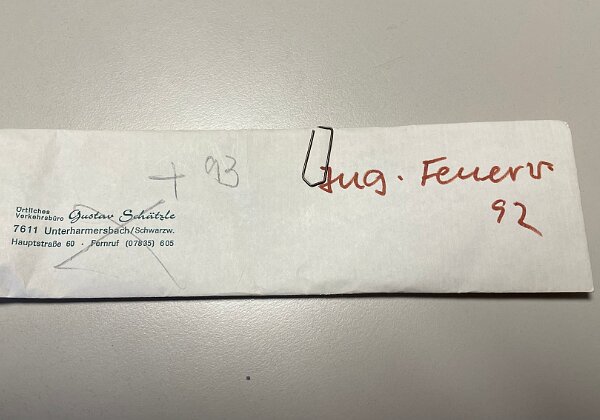 + 93
Jug. Feuerw.
92
Örtliches
Verkehrsbüro Gustav Schätzle
7611 Unterharmersbach/Schwarzw.
Hauptstraße 60 · Fernruf (07835) 605